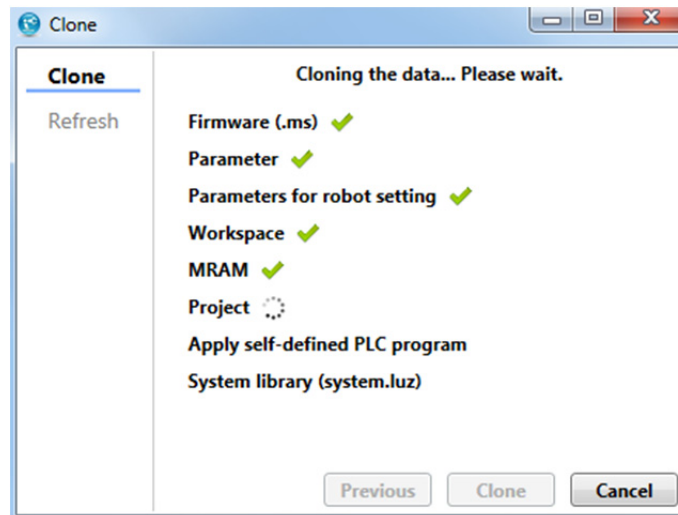 Clone
Clone
Refresh
Cloning the data... Please wait.
Firmware (.ms)
Parameter
Parameters for robot setting
Workspace
MRAM
Project
Apply self-defined PLC program
System library (system.luz)
Previous
Clone
Cancel